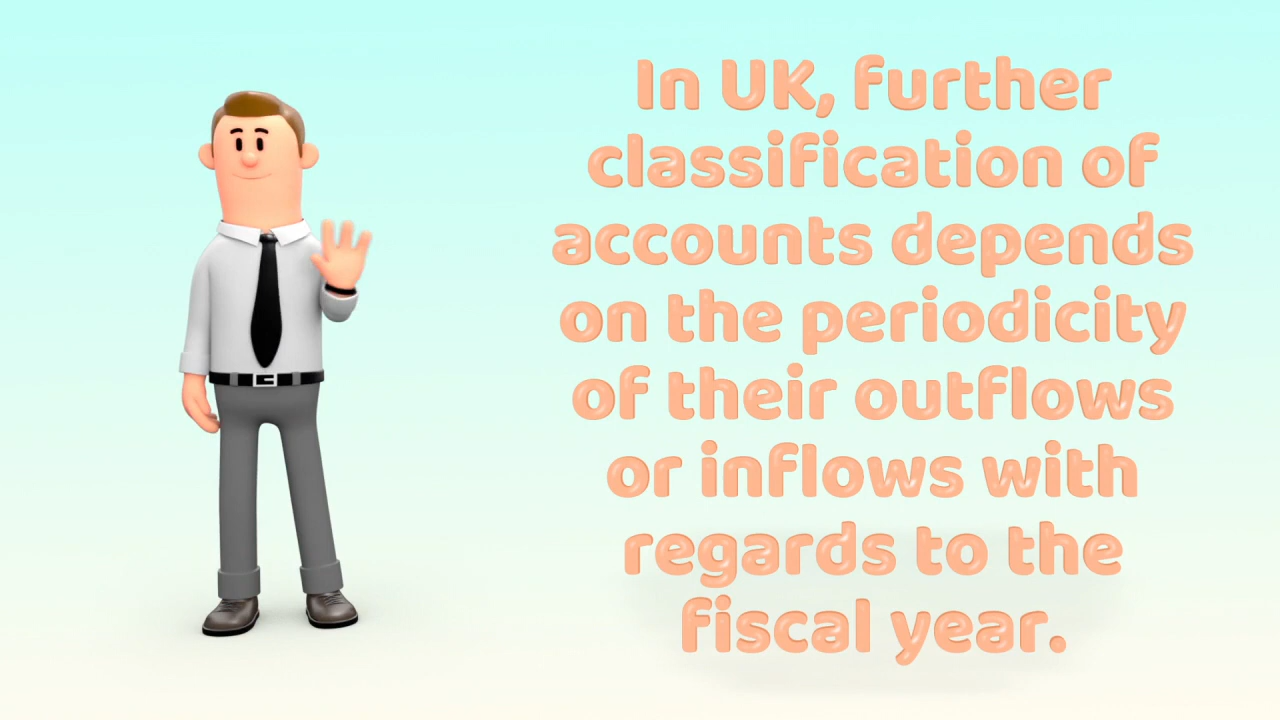 In UK, further
classification of
accounts depends
on the periodicity
of their outflows
or inflows with
regards to the
fiscal year.